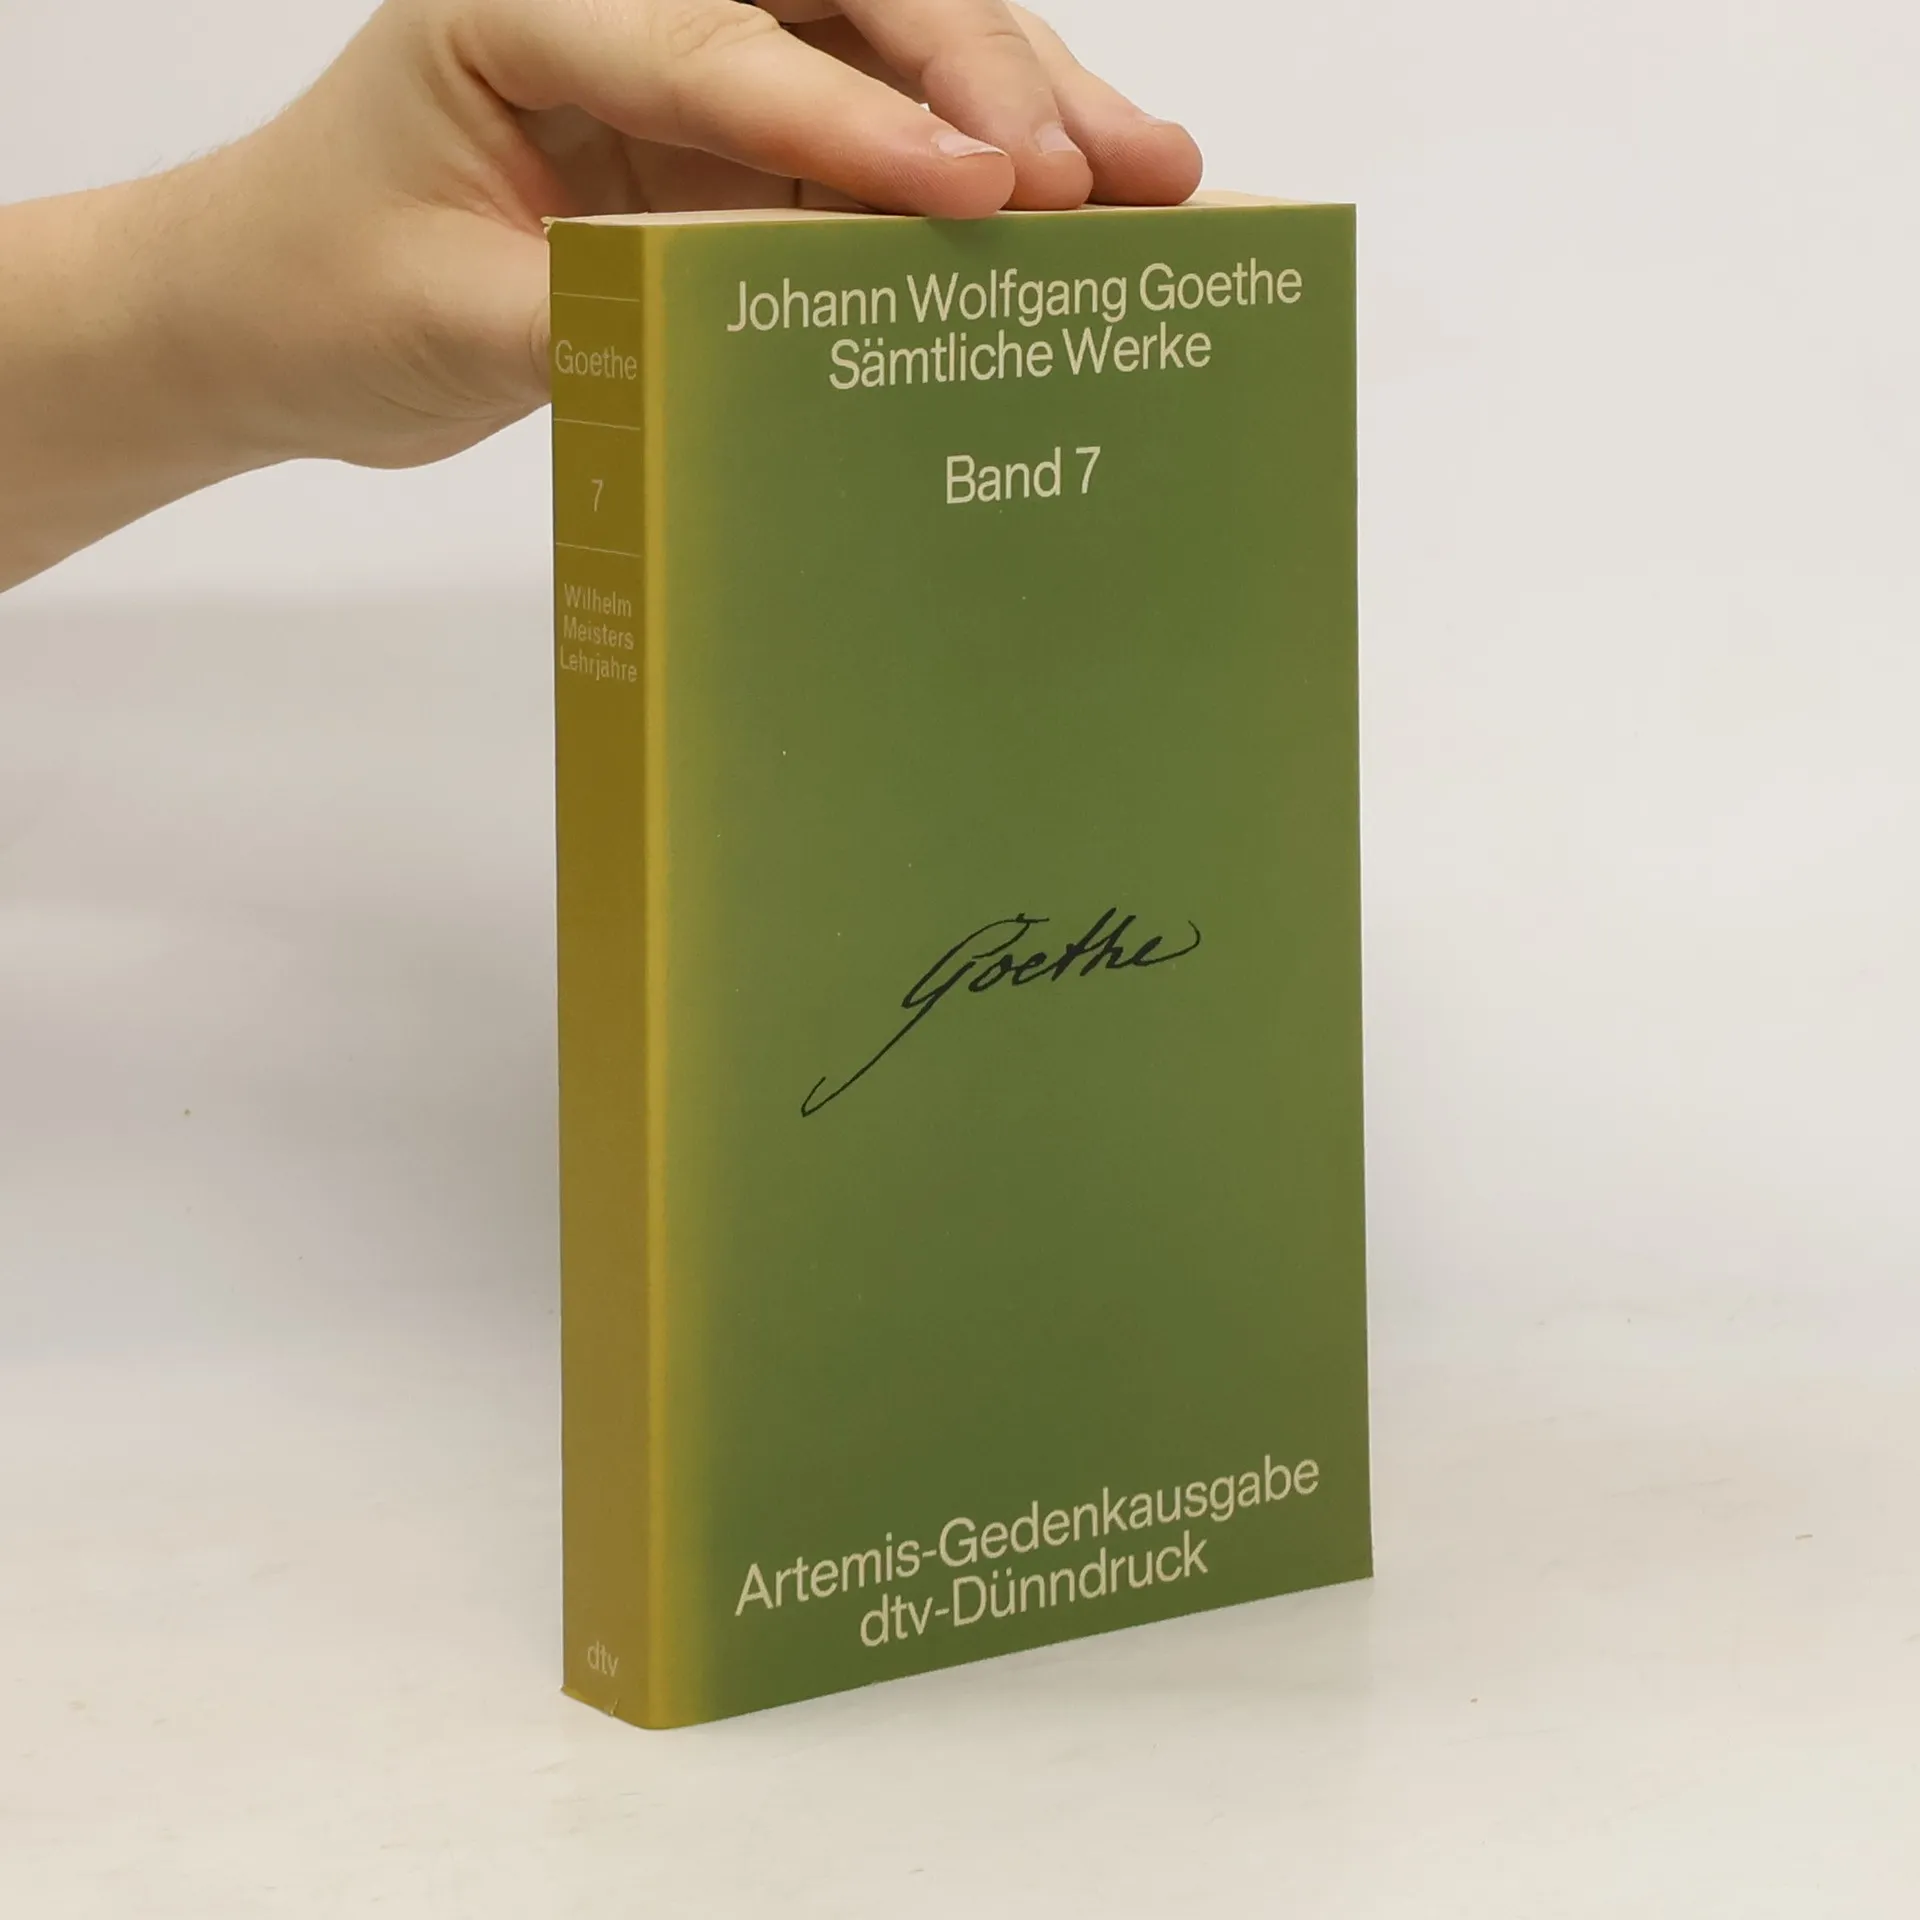 Goethe
7
Wilhelm
Meisters
Lehrjahre
dtv
Johann Wolfgang Goethe
Sämtliche Werke
Band 7
Goethe
Artemis-Gedenkausgabe
dtv-Dünndruck